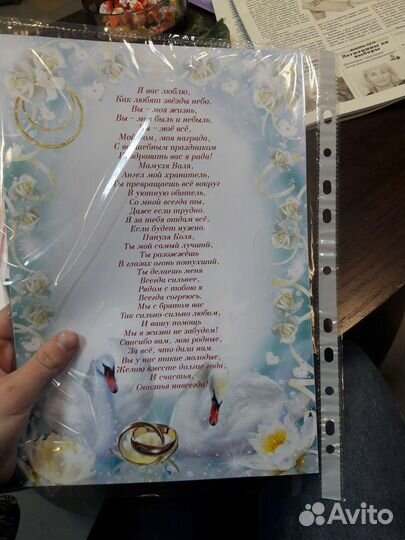 Я вас люблю,
Как любят звёзды небо.
Вы – моя жизнь,
Вы – моя быль и небыль,
Вы – моё всё,
Мой дом, моя награда,
С волшебным праздником
Поздравить вас я рада!
Мамуля Валя,
Ангел мой хранитель,
Ты превращаешь всё вокруг
В уютную обитель,
Со мной всегда ты,
Даже если трудно.
Я за тебя отдам всё,
Если будет нужно.
Папуля Коля,
Ты мой самый лучший,
Ты разожжёшь
В глазах огонь потухший,
Ты делаешь меня
Всегда сильнее,
Рядом с тобою я
Всегда согреюсь.
Мы с братом вас
Так сильно-сильно любим,
И вашу помощь
Мы в жизни не забудем!
Спасибо вам, мои родные,
За всё, что дали нам.
Вы у нас такие молодые,
Желаю вместе долгие года,
И счастья,
Счастья навсегда!
выборы
Avito